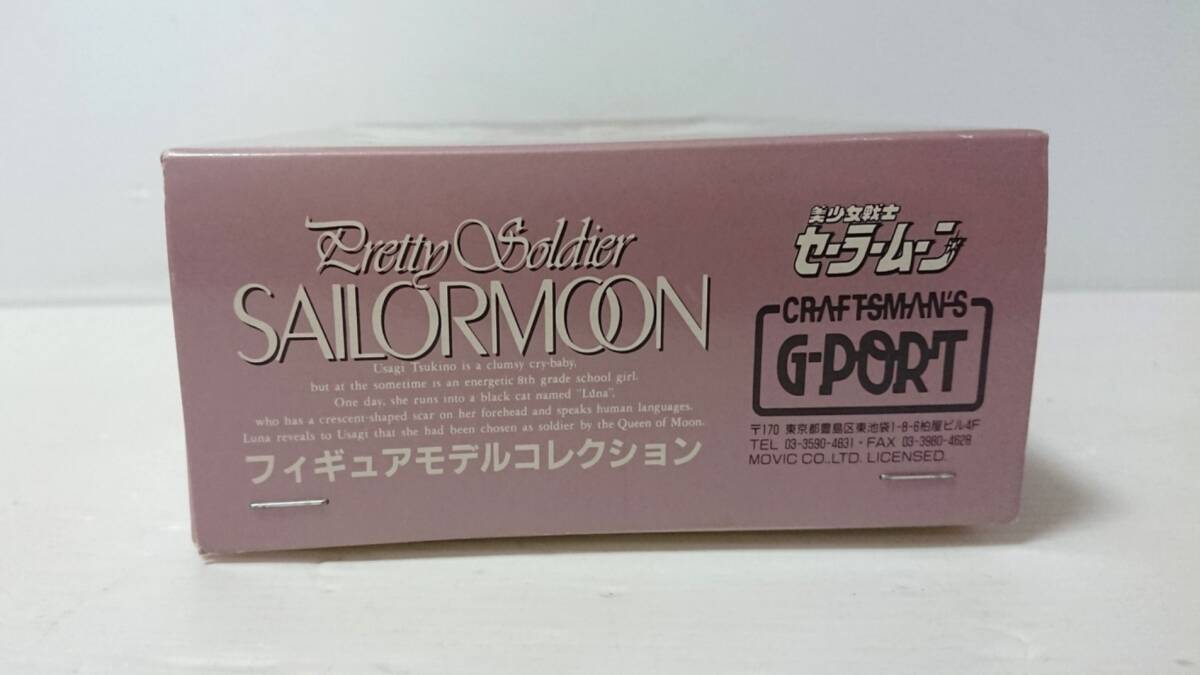 Pretty Soldier
SAILORMOON
Usagi Tsukino is a clumsy cry-baby,
but at the sometime is an energetic 8th grade school girl.
One day, she runs into a black cat named "Luna",
who has a crescent-shaped scar on her forehead and speaks human languages.
Luna reveals to Usagi that she had been chosen as soldier by the Queen of Moon.
フィギュアモデルコレクション
美少女戦士
セーラームーン
CRAFTSMAN'S
G-PORT
〒170 東京都豊島区東池袋1-8-6柏屋ビル4F
TEL 03-3590-4631・FAX 03-3980-4628
MOVIC CO.,LTD. LICENSED.